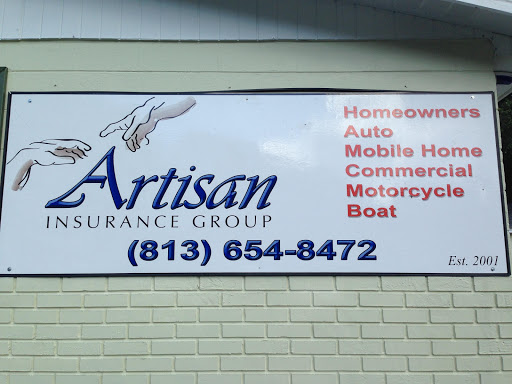 Artisan
INSURANCE GROUP
(813) 654-8472
Homeowners
Auto
Mobile Home
Commercial
Motorcycle
Boat
Est. 2001